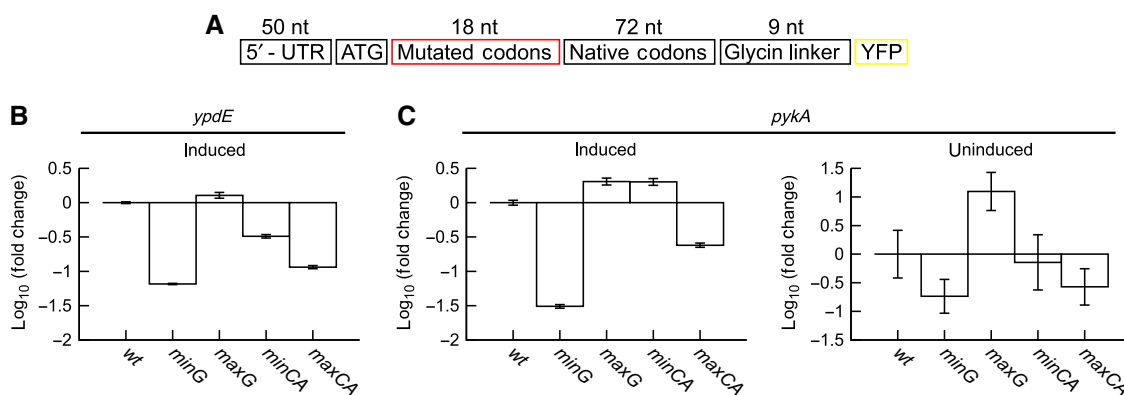 A
50 nt 18 nt 72 nt 9 nt
5′ - UTR ATG Mutated codons Native codons Glycin linker YFP
B
ypdE
Induced
Log10 (fold change)
0.5
0
−0.5
−1
−1.5
−2
wt minG maxG minCA maxCA
C
pykA
Induced
Log10 (fold change)
0.5
0
−0.5
−1
−1.5
−2
wt minG maxG minCA maxCA
Uninduced
Log10 (fold change)
1.5
1
0.5
0
−0.5
−1
−1.5
wt minG maxG minCA maxCA